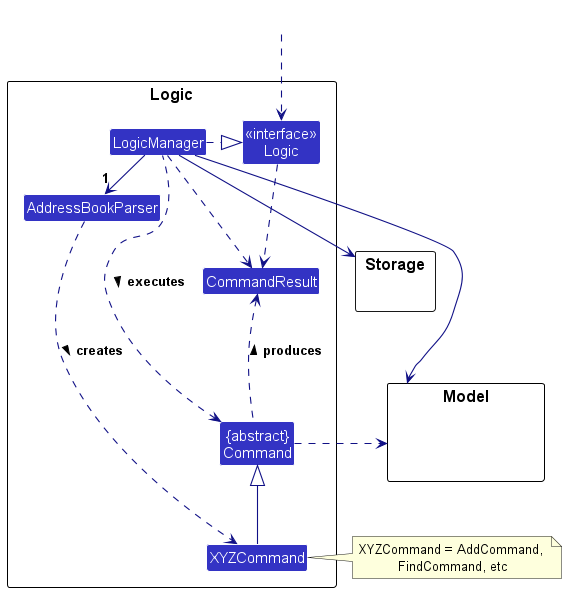 Logic
LogicManager
«interface»
Logic
1
AddressBookParser
Storage
CommandResult
executes
creates
produces
Model
{abstract}
Command
XYZCommand
XYZCommand = AddCommand,
FindCommand, etc